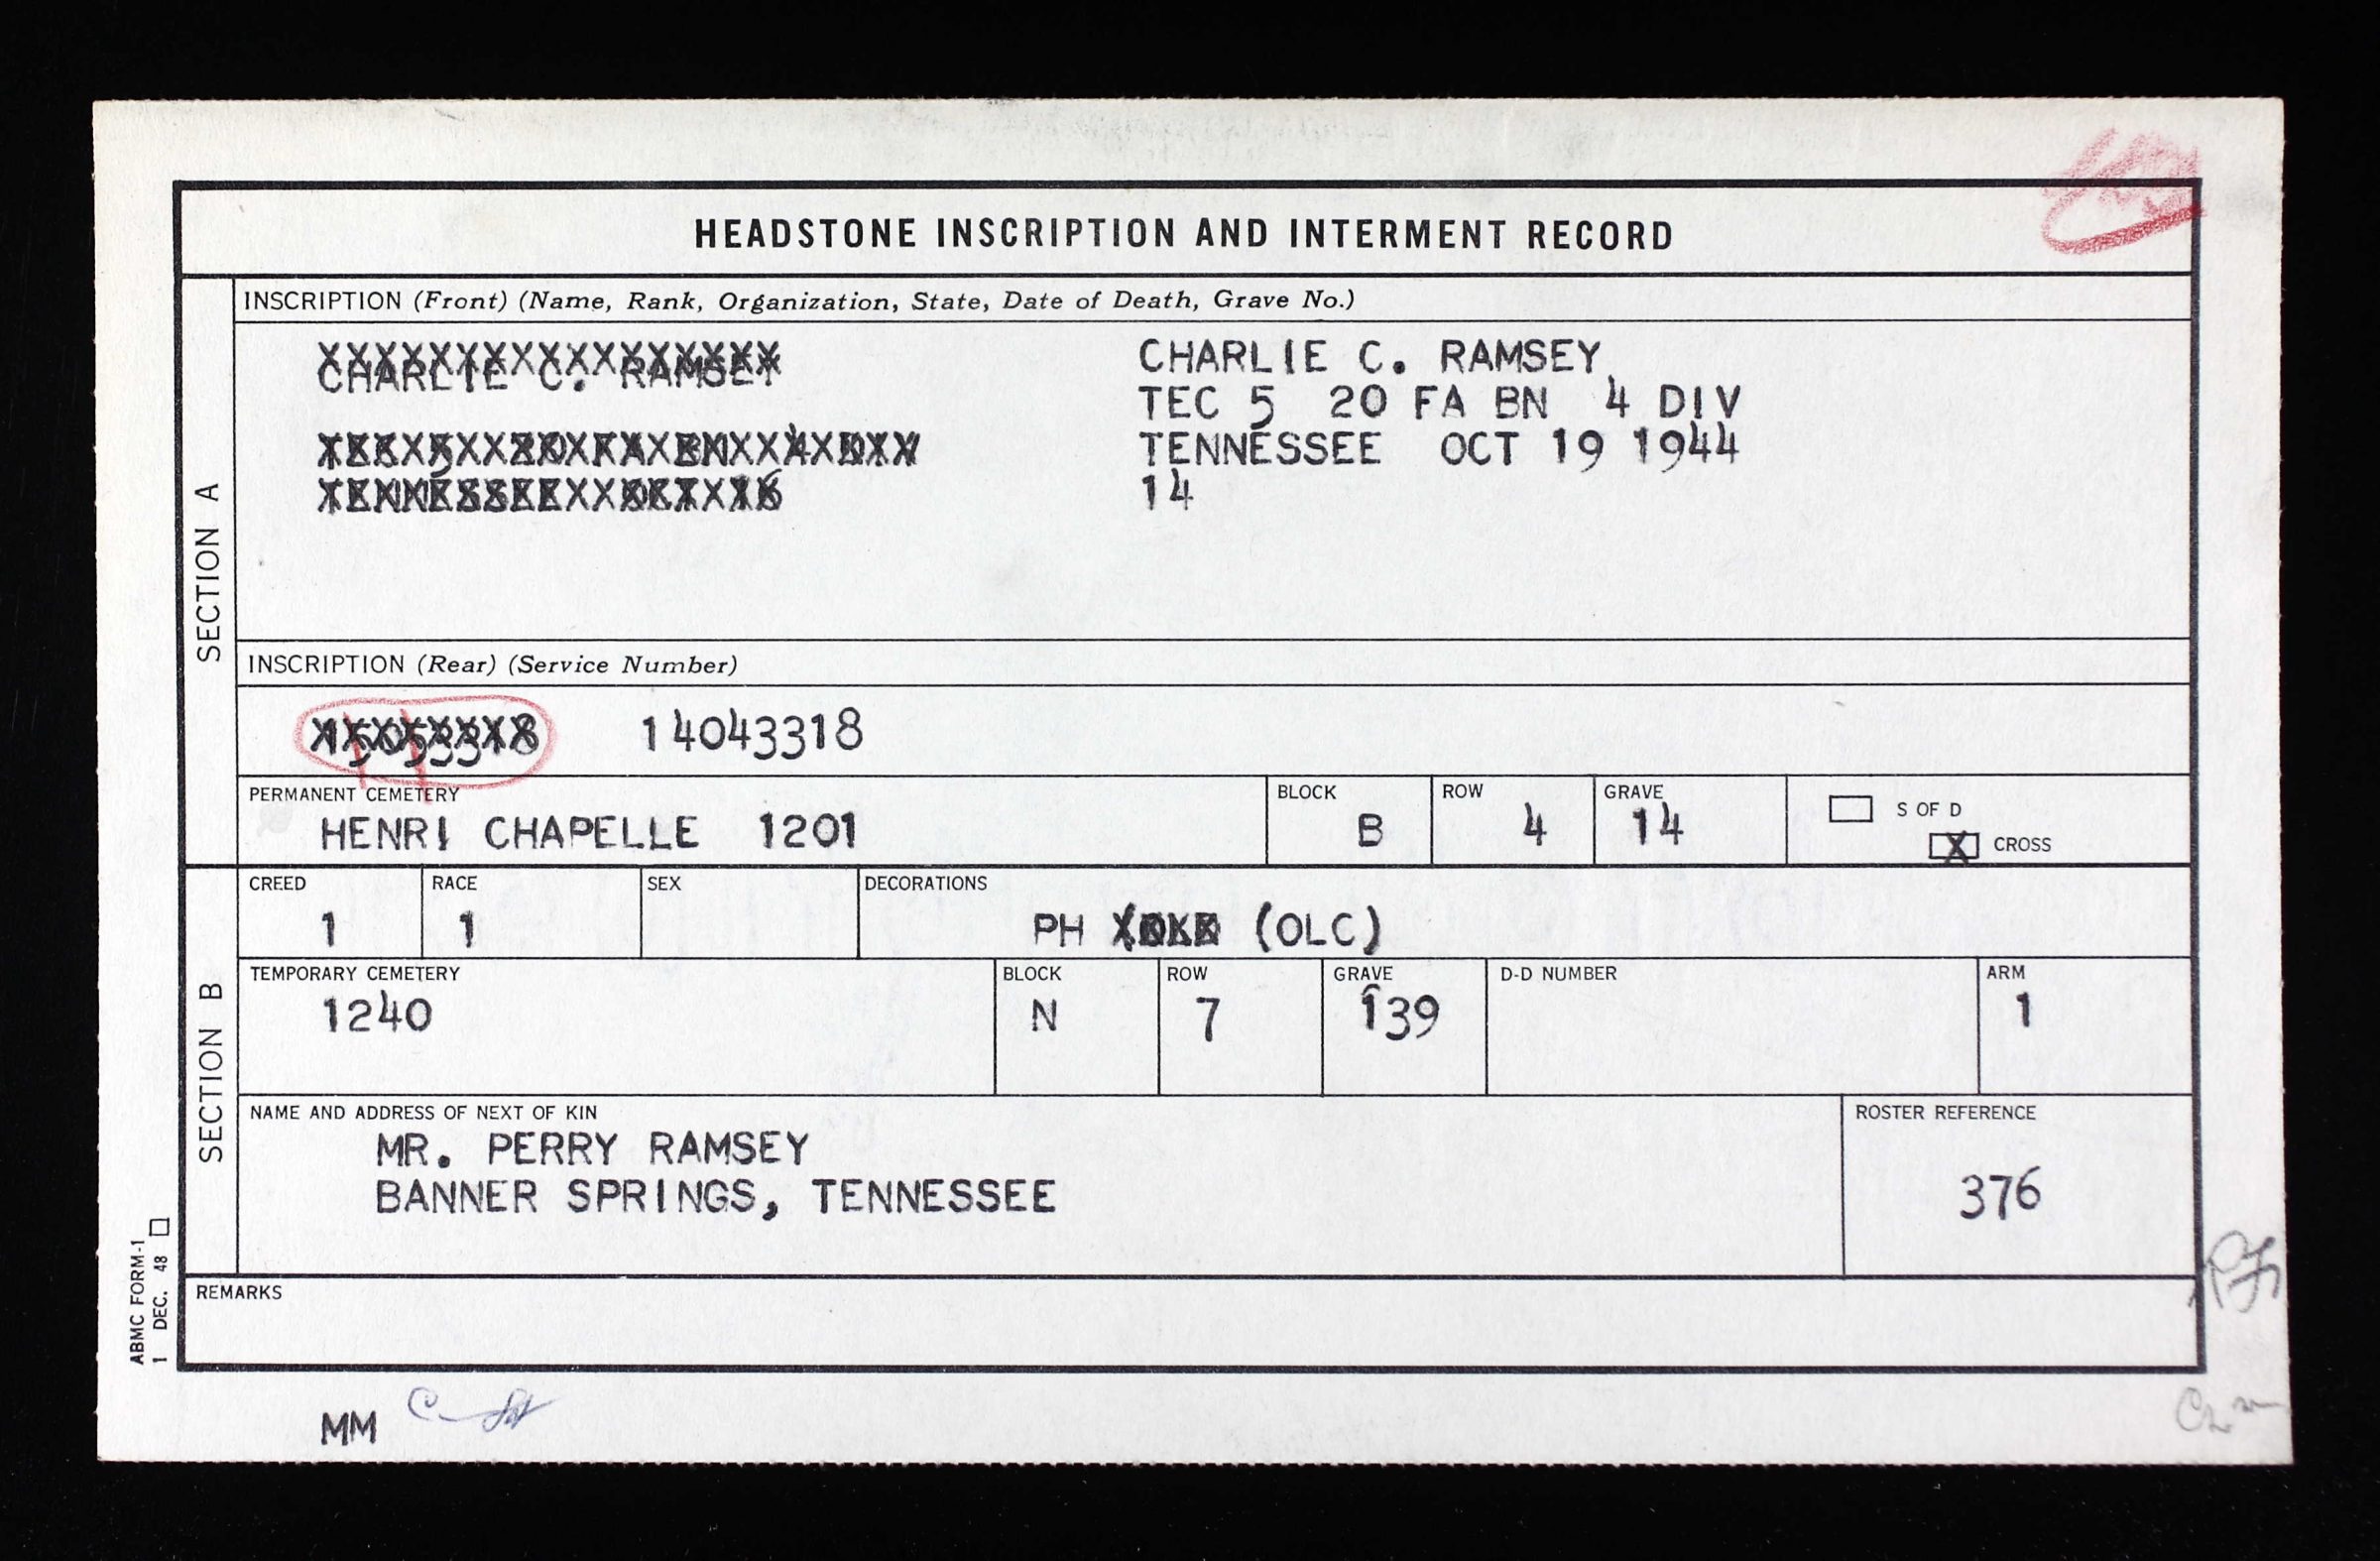 HEADSTONE INSCRIPTION AND INTERMENT RECORD
SECTION A
INSCRIPTION (Front) (Name, Rank, Organization, State, Date of Death, Grave No.)
CHARLIE C. RAMSEY
CHARLIE C. RAMSEY
TEC 5 20 FA BN 4 DIV
TENNESSEE OCT 19 1944
14
INSCRIPTION (Rear) (Service Number)
14043318
PERMANENT CEMETERY BLOCK ROW GRAVE
HENRI CHAPELLE 1201 B 4 14
S OF D
X CROSS
SECTION B
CREED RACE SEX DECORATIONS
1 1 PH (OLC)
TEMPORARY CEMETERY BLOCK ROW GRAVE D-D NUMBER ARM
1240 N 7 139 1
NAME AND ADDRESS OF NEXT OF KIN ROSTER REFERENCE
MR. PERRY RAMSEY
BANNER SPRINGS, TENNESSEE
376
REMARKS
ABMC FORM-1
1 DEC. 48
MM